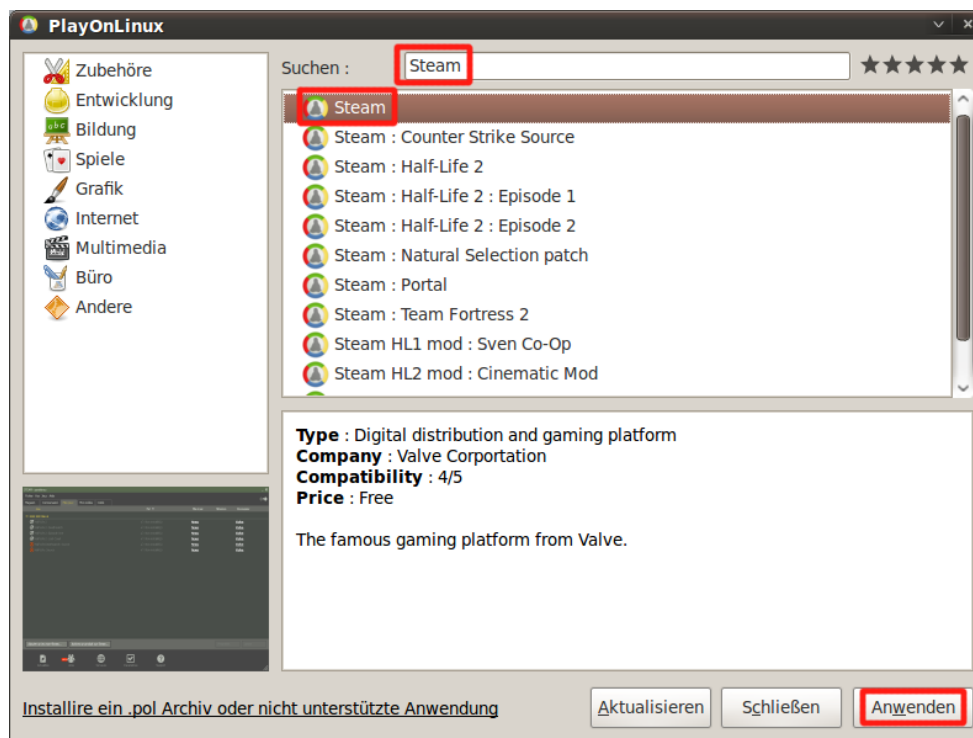 PlayOnLinux
Zubehöre
Entwicklung
Bildung
Spiele
Grafik
Internet
Multimedia
Büro
Andere
Suchen :
Steam
Steam
Steam : Counter Strike Source
Steam : Half-Life 2
Steam : Half-Life 2 : Episode 1
Steam : Half-Life 2 : Episode 2
Steam : Natural Selection patch
Steam : Portal
Steam : Team Fortress 2
Steam HL1 mod : Sven Co-Op
Steam HL2 mod : Cinematic Mod
Type : Digital distribution and gaming platform
Company : Valve Corportation
Compatibility : 4/5
Price : Free
The famous gaming platform from Valve.
Installire ein .pol Archiv oder nicht unterstützte Anwendung
Aktualisieren
Schließen
Anwenden